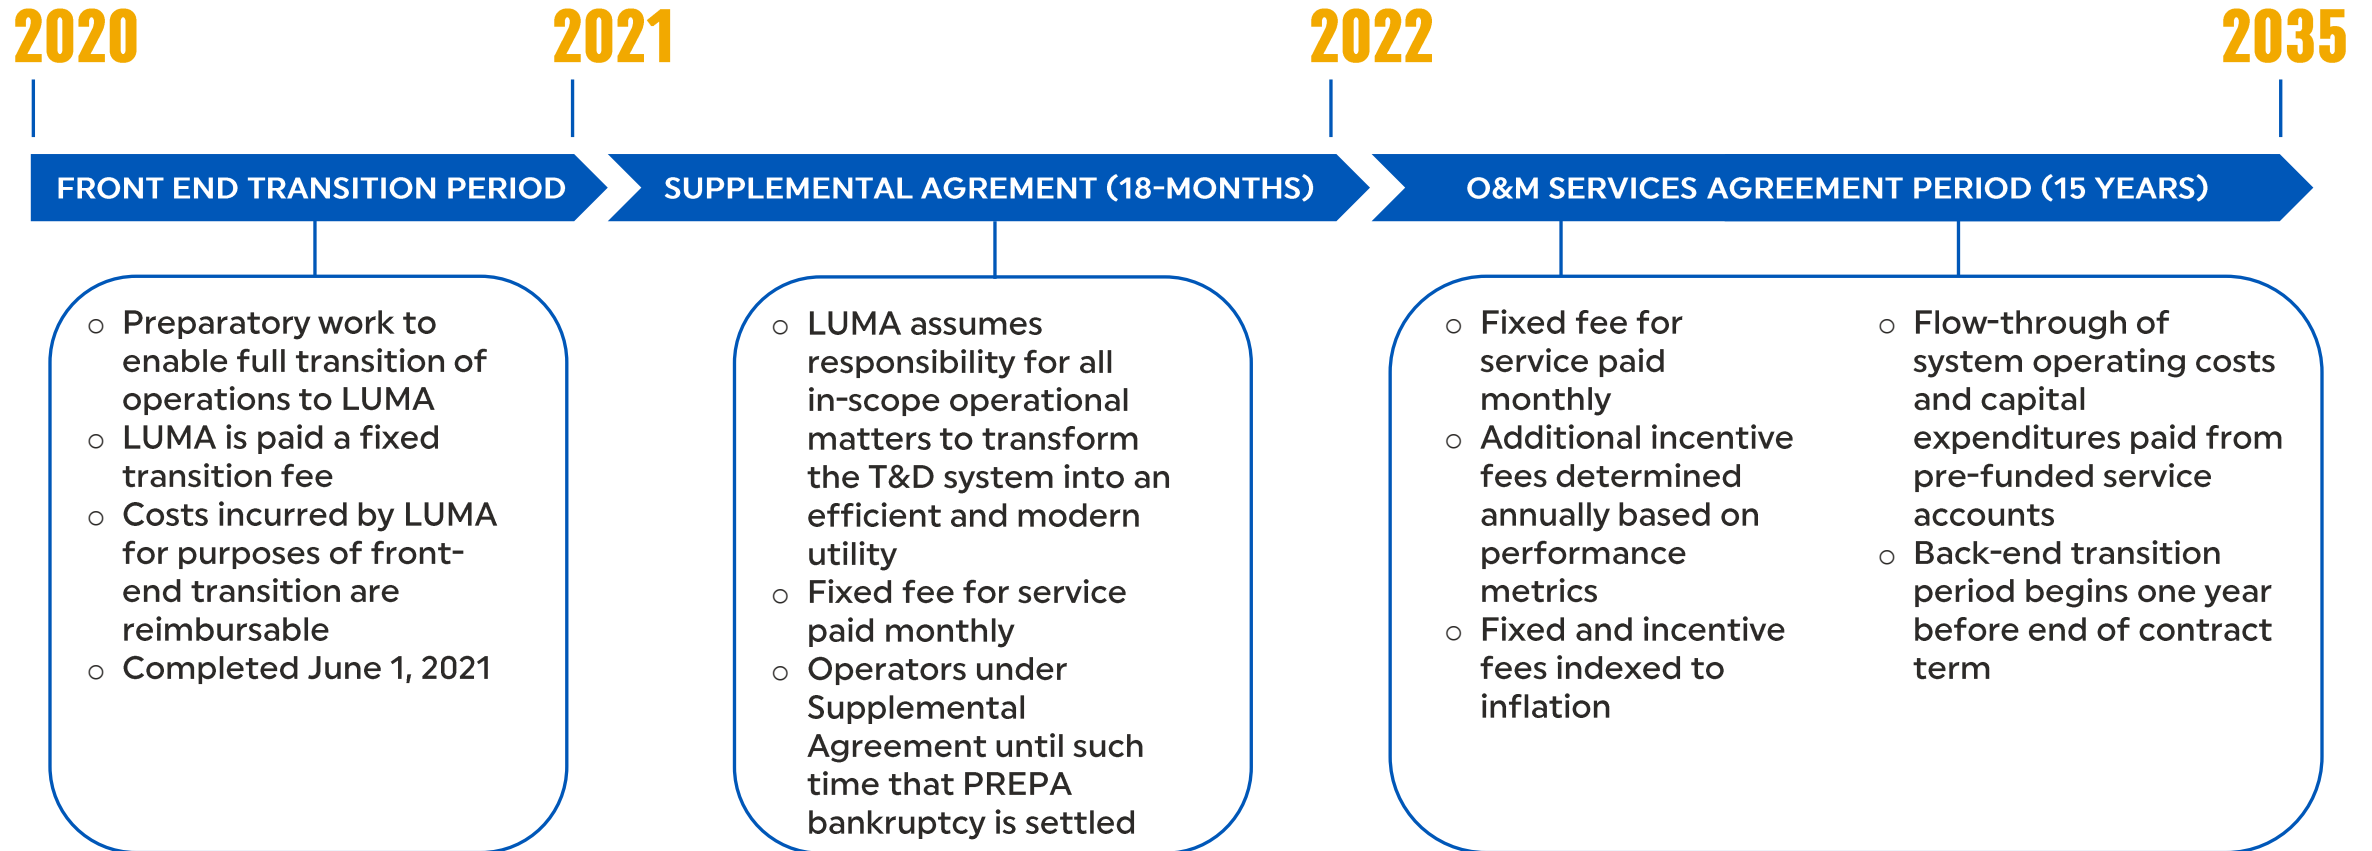 2020
2021
2022
2035
FRONT END TRANSITION PERIOD
SUPPLEMENTAL AGREMENT (18-MONTHS)
O&M SERVICES AGREEMENT PERIOD (15 YEARS)
○ Preparatory work to
enable full transition of
operations to LUMA
○ LUMA is paid a fixed
transition fee
○ Costs incurred by LUMA
for purposes of front-
end transition are
reimbursable
○ Completed June 1, 2021
○ LUMA assumes
responsibility for all
in-scope operational
matters to transform
the T&D system into an
efficient and modern
utility
○ Fixed fee for service
paid monthly
○ Operators under
Supplemental
Agreement until such
time that PREPA
bankruptcy is settled
○ Fixed fee for
service paid
monthly
○ Additional incentive
fees determined
annually based on
performance
metrics
○ Fixed and incentive
fees indexed to
inflation
○ Flow-through of
system operating costs
and capital
expenditures paid from
pre-funded service
accounts
○ Back-end transition
period begins one year
before end of contract
term